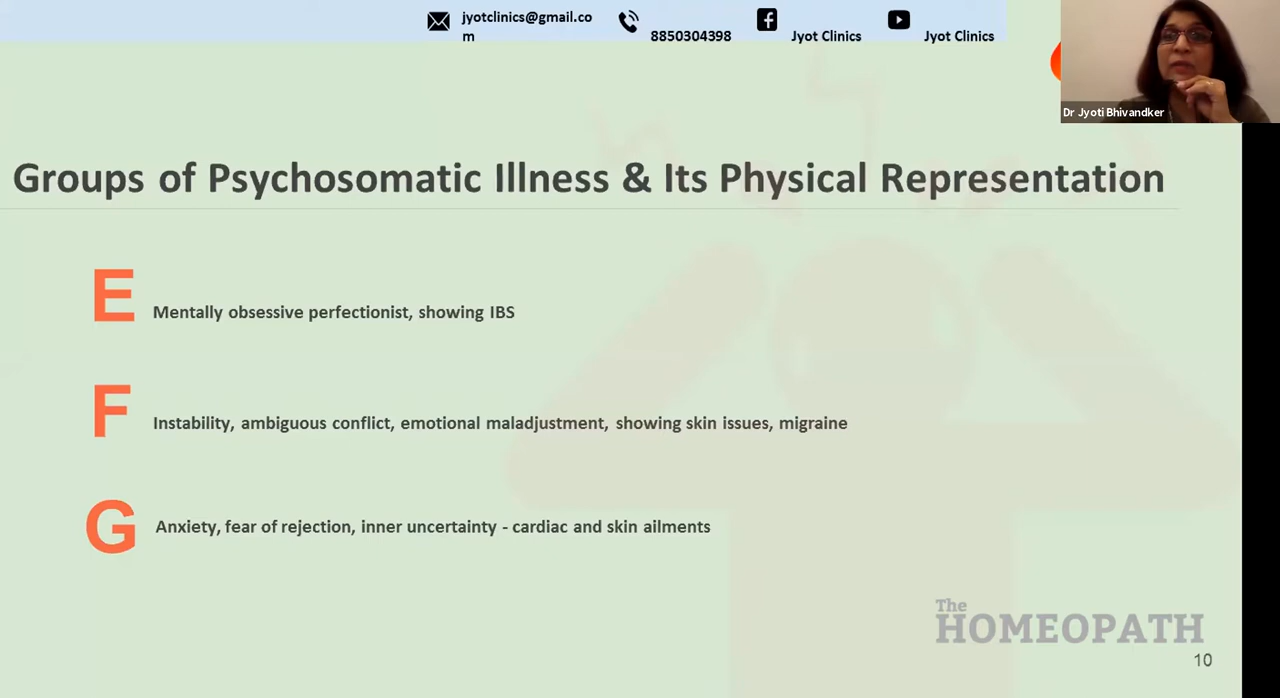 jyotclinics@gmail.co
m
8850304398
Jyot Clinics
Jyot Clinics
Dr Jyoti Bhivandker
Groups of Psychosomatic Illness & Its Physical Representation
E
Mentally obsessive perfectionist, showing IBS
F
Instability, ambiguous conflict, emotional maladjustment, showing skin issues, migraine
G
Anxiety, fear of rejection, inner uncertainty - cardiac and skin ailments
The
HOMEOPATH
10